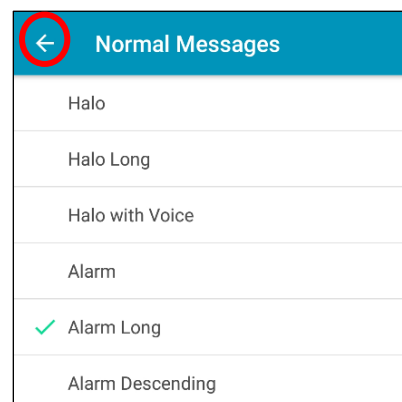 Normal Messages
Halo
Halo Long
Halo with Voice
Alarm
Alarm Long
Alarm Descending